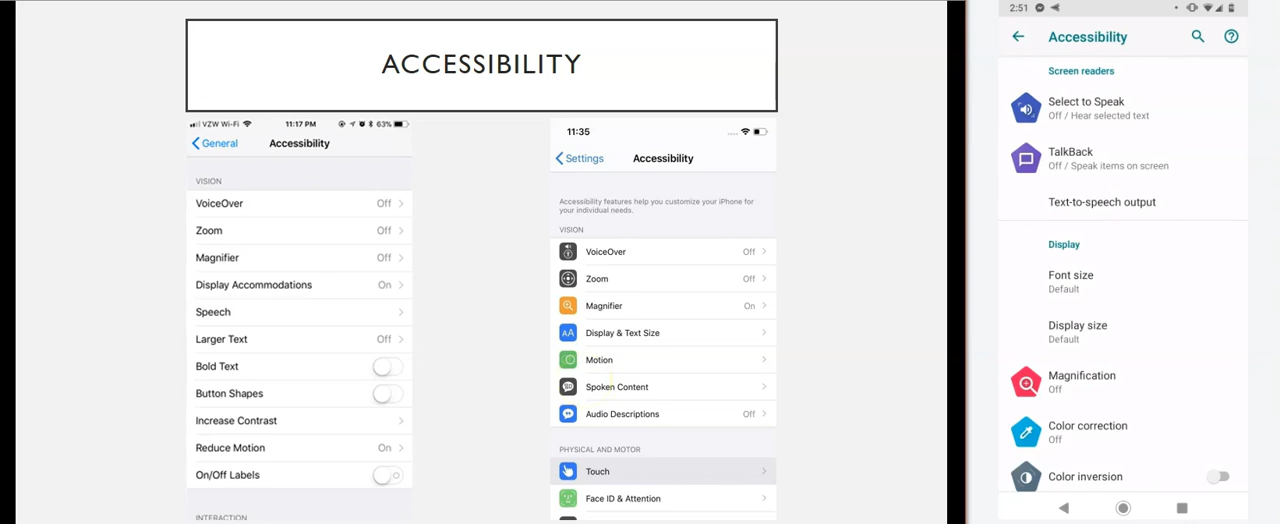 ACCESSIBILITY
VZW Wi-Fi 11:17 PM 63%
General Accessibility
VISION
VoiceOver Off
Zoom Off
Magnifier Off
Display Accommodations On
Speech
Larger Text Off
Bold Text
Button Shapes
Increase Contrast
Reduce Motion On
On/Off Labels
INTERACTION
11:35
Settings Accessibility
Accessibility features help you customize your iPhone for
your individual needs.
VISION
VoiceOver Off
Zoom Off
Magnifier On
AA Display & Text Size
Motion
Spoken Content
Audio Descriptions Off
PHYSICAL AND MOTOR
Touch
Face ID & Attention
2:51
Accessibility
Screen readers
Select to Speak
Off / Hear selected text
TalkBack
Off / Speak items on screen
Text-to-speech output
Display
Font size
Default
Display size
Default
Magnification
Off
Color correction
Off
Color inversion